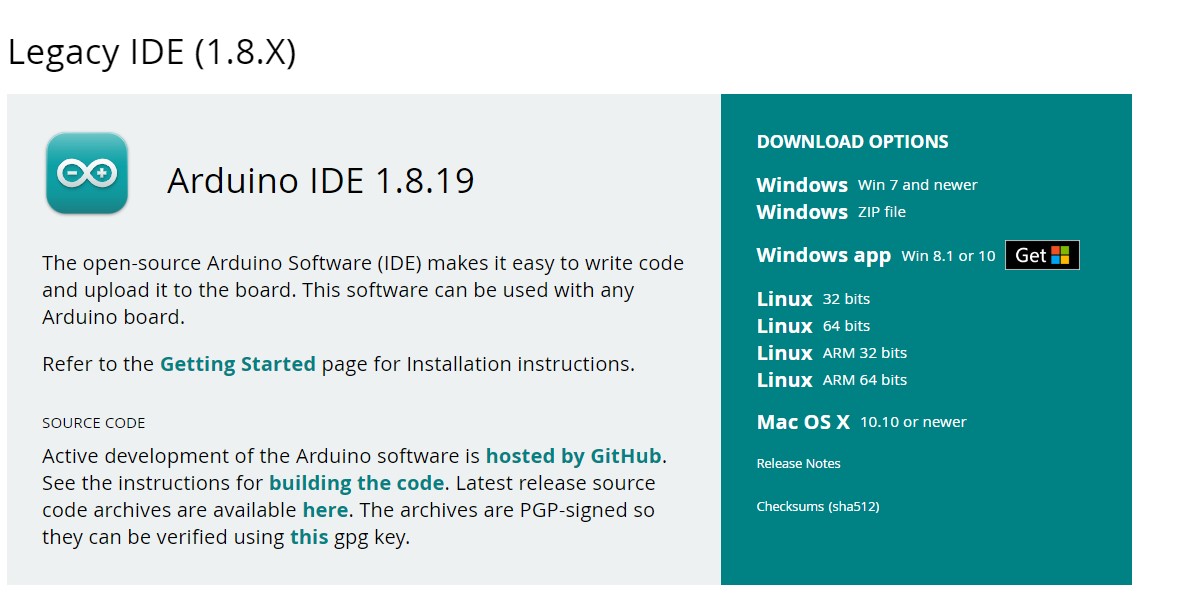 Legacy IDE (1.8.X)
Arduino IDE 1.8.19
The open-source Arduino Software (IDE) makes it easy to write code
and upload it to the board. This software can be used with any
Arduino board.
Refer to the Getting Started page for Installation instructions.
SOURCE CODE
Active development of the Arduino software is hosted by GitHub.
See the instructions for building the code. Latest release source
code archives are available here. The archives are PGP-signed so
they can be verified using this gpg key.
DOWNLOAD OPTIONS
Windows Win 7 and newer
Windows ZIP file
Windows app Win 8.1 or 10 Get
Linux 32 bits
Linux 64 bits
Linux ARM 32 bits
Linux ARM 64 bits
Mac OS X 10.10 or newer
Release Notes
Checksums (sha512)